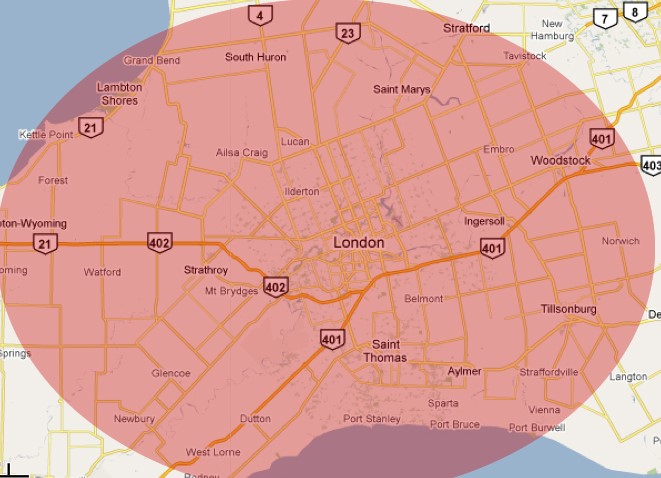 4
8
7
New
Hamburg
23
Stratford
Grand Bend
South Huron
Tavistock
Lambton
Shores
Saint Marys
21
Kettle Point
401
Lucan
Ailsa Craig
Embro
Woodstock
403
Forest
Ilderton
ton-Wyoming
Ingersoll
21
402
London
401
Norwich
oming
Watford
Strathroy
402
Mt Brydges
Belmont
Tillsonburg
De
401
Springs
Saint
Thomas
Glencoe
Aylmer
Straffordville
Langton
Sparta
Newbury
Dutton
Port Stanley
Port Bruce
Vienna
Port Burwell
West Lorne
Rodney